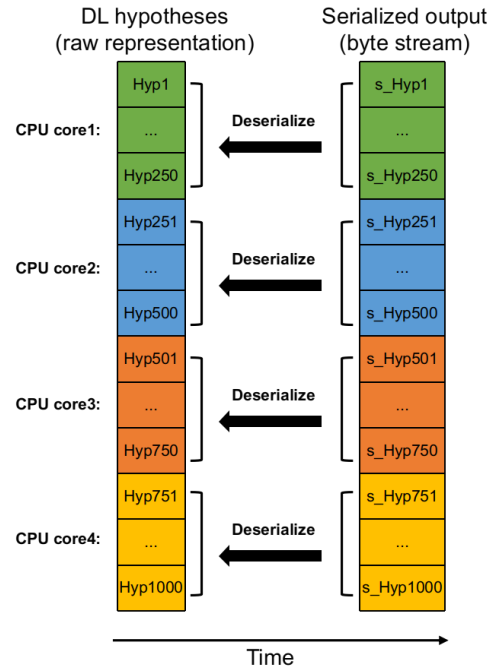 DL hypotheses
(raw representation)
Serialized output
(byte stream)
CPU core1:
Hyp1
...
Hyp250
Deserialize
s_Hyp1
...
s_Hyp250
CPU core2:
Hyp251
...
Hyp500
Deserialize
s_Hyp251
...
s_Hyp500
CPU core3:
Hyp501
...
Hyp750
Deserialize
s_Hyp501
...
s_Hyp750
CPU core4:
Hyp751
...
Hyp1000
Deserialize
s_Hyp751
...
s_Hyp1000
Time